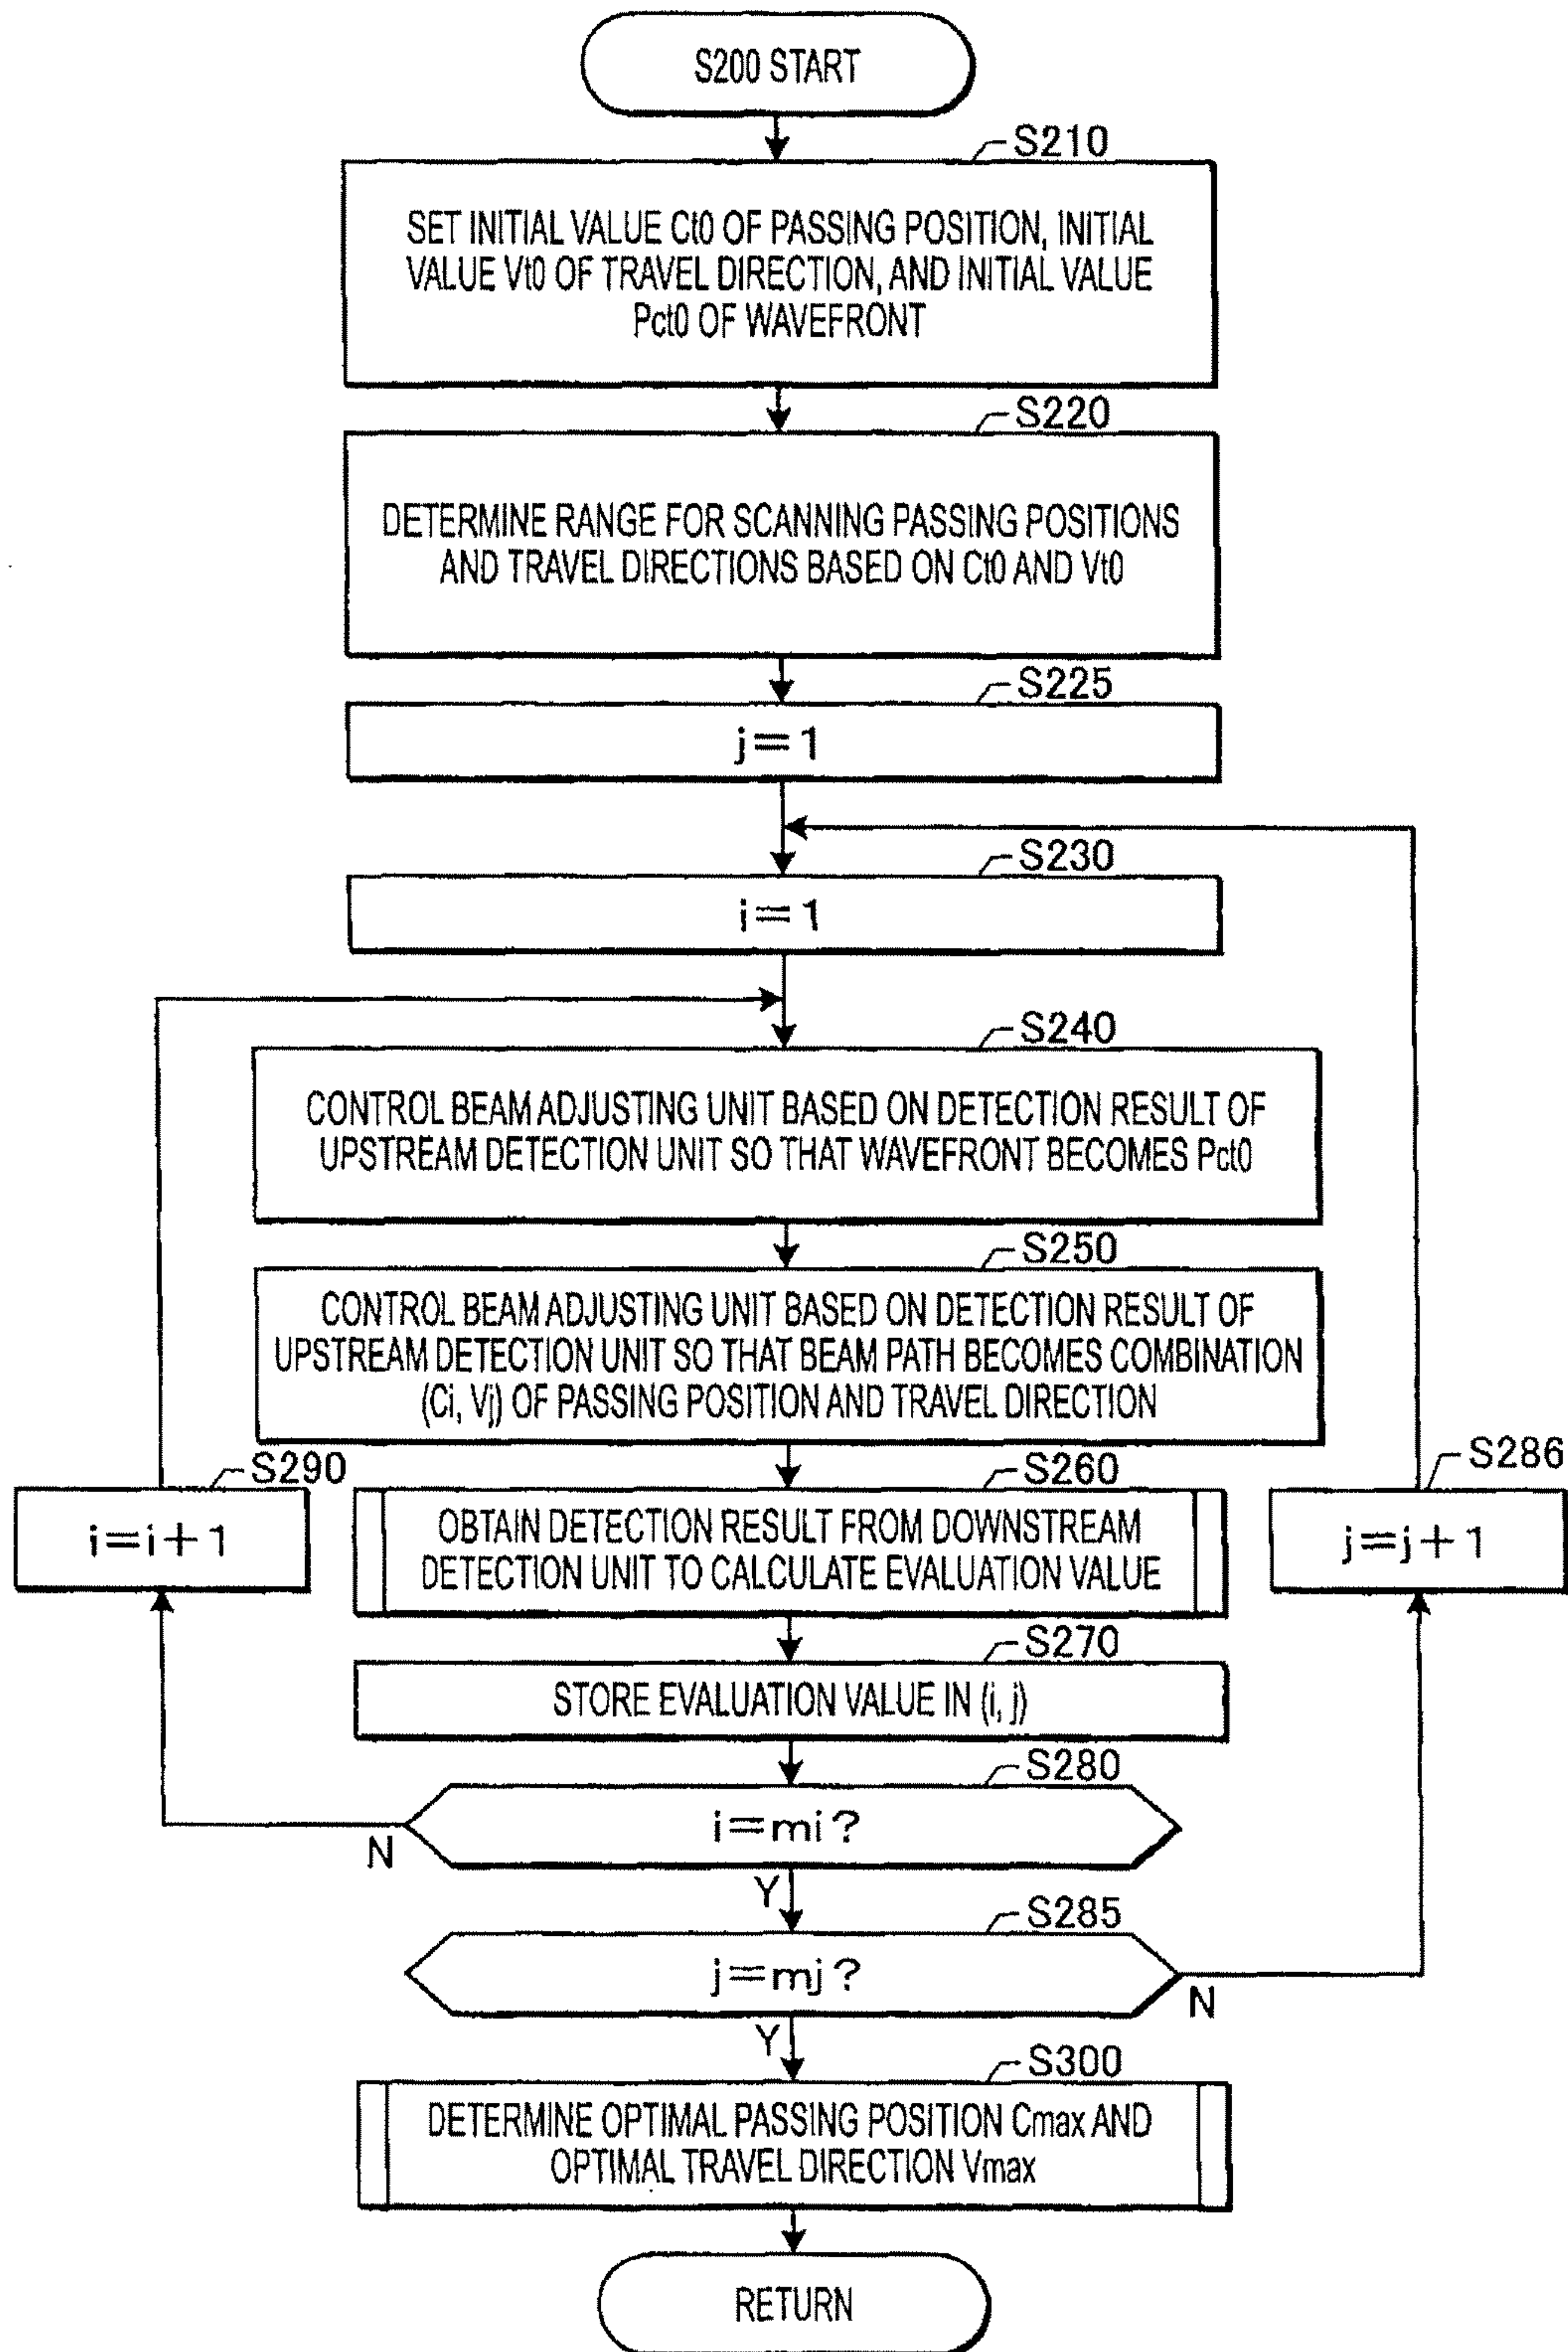 S200 START
S210
SET INITIAL VALUE Ct0 OF PASSING POSITION, INITIAL
VALUE Vt0 OF TRAVEL DIRECTION, AND INITIAL VALUE
Pct0 OF WAVEFRONT
S220
DETERMINE RANGE FOR SCANNING PASSING POSITIONS
AND TRAVEL DIRECTIONS BASED ON Ct0 AND Vt0
S225
j=1
S230
i=1
S240
CONTROL BEAM ADJUSTING UNIT BASED ON DETECTION RESULT OF
UPSTREAM DETECTION UNIT SO THAT WAVEFRONT BECOMES Pct0
S250
CONTROL BEAM ADJUSTING UNIT BASED ON DETECTION RESULT OF
UPSTREAM DETECTION UNIT SO THAT BEAM PATH BECOMES COMBINATION
(Ci, Vj) OF PASSING POSITION AND TRAVEL DIRECTION
S290
i=i+1
S260
OBTAIN DETECTION RESULT FROM DOWNSTREAM
DETECTION UNIT TO CALCULATE EVALUATION VALUE
S286
j=j+1
S270
STORE EVALUATION VALUE IN (i, j)
S280
i=mi?
N
Y
S285
j=mj?
N
Y
S300
DETERMINE OPTIMAL PASSING POSITION Cmax AND
OPTIMAL TRAVEL DIRECTION Vmax
RETURN